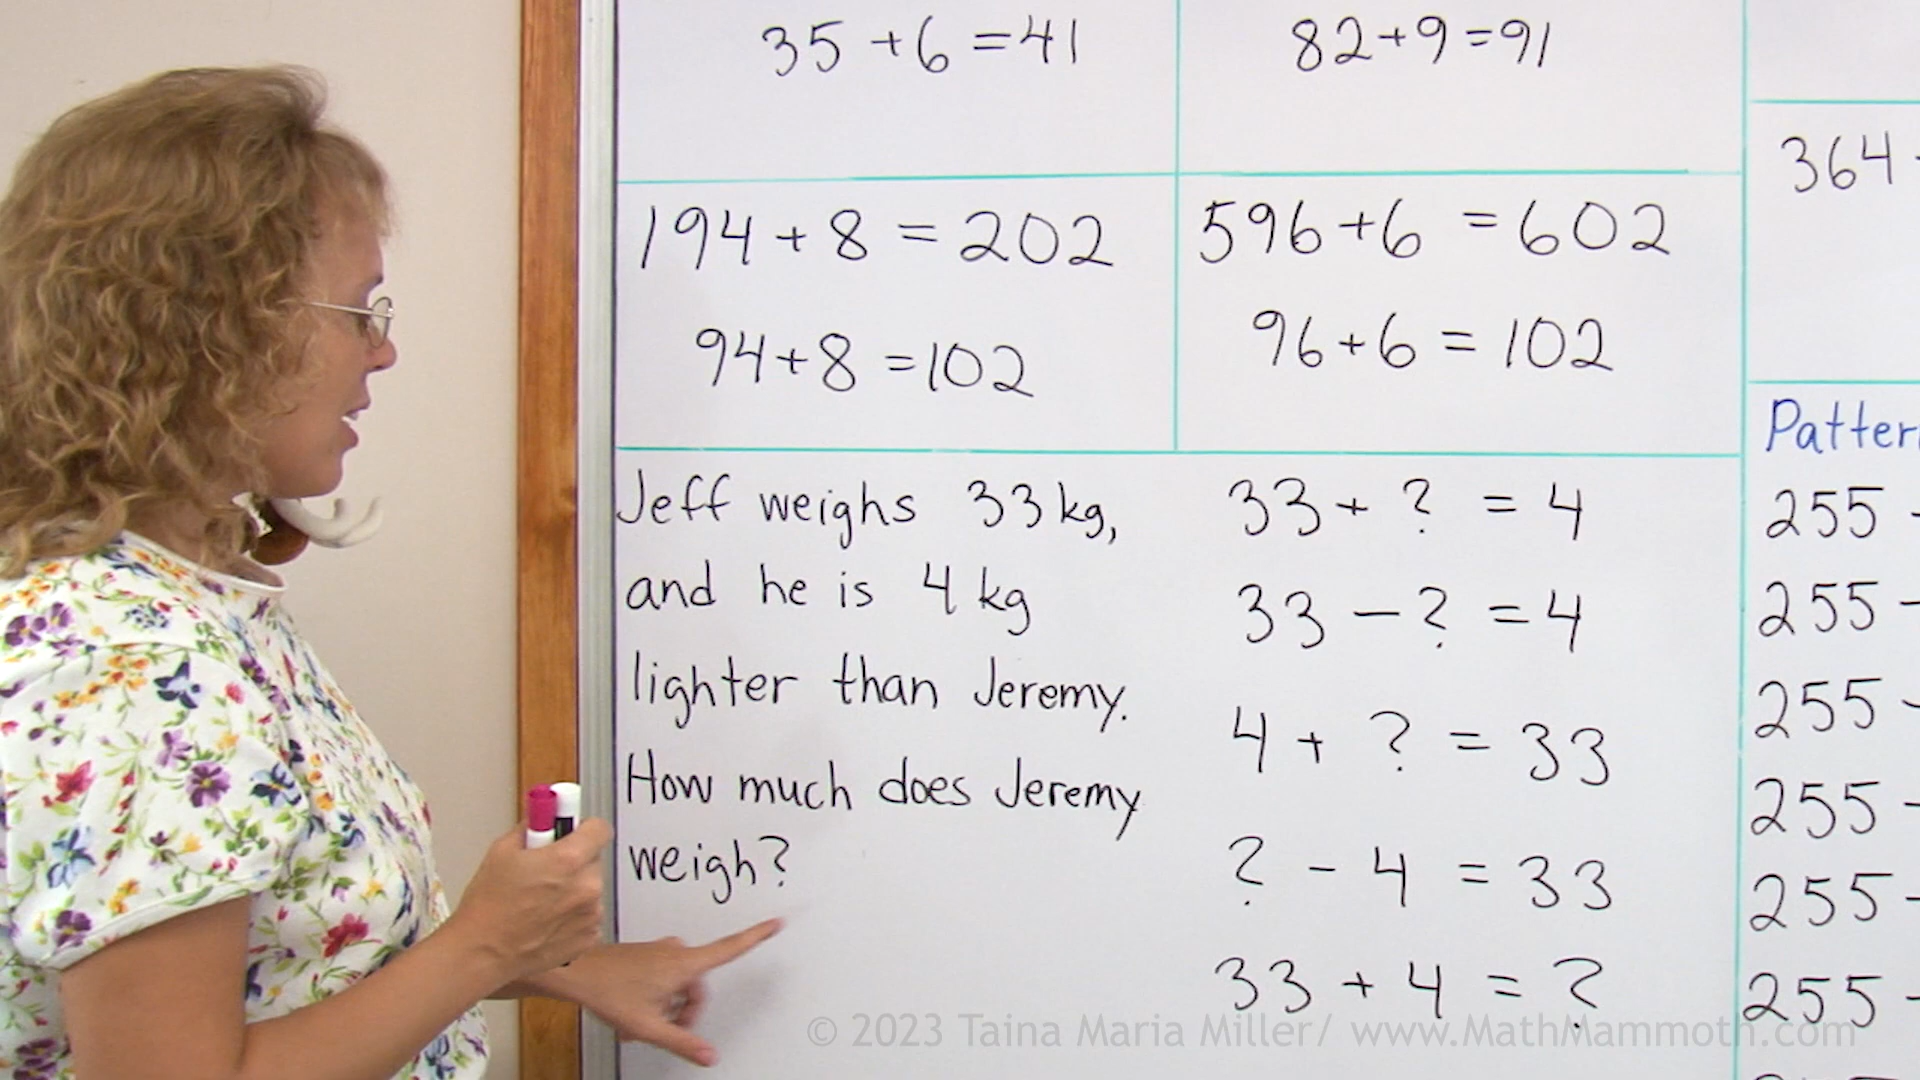 35 + 6 = 41
82 + 9 = 91
194 + 8 = 202
94 + 8 = 102
596 + 6 = 602
96 + 6 = 102
364
Jeff weighs 33 kg,
and he is 4 kg
lighter than Jeremy.
How much does Jeremy
weigh?
33 + ? = 4
33 - ? = 4
4 + ? = 33
? - 4 = 33
33 + 4 = ?
Patter
255 -
255 -
255 -
255 -
255 -
255 -
© 2023 Taina Maria Miller/ www.MathMammoth.com